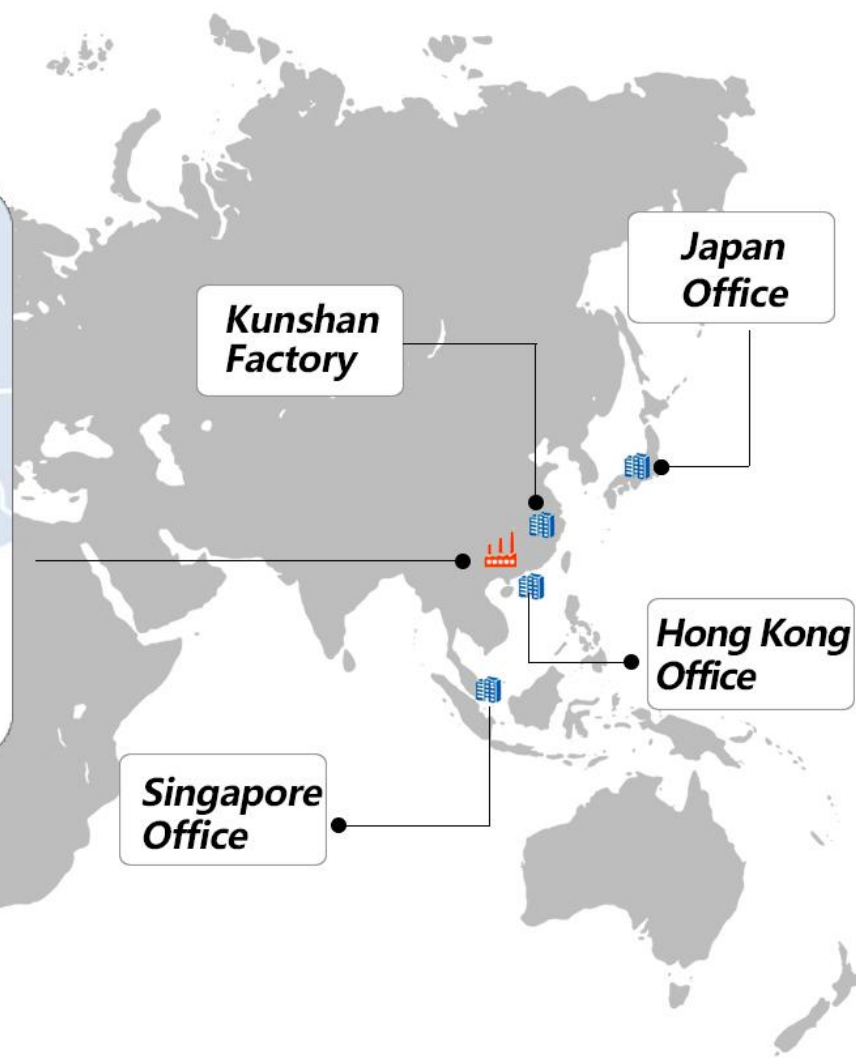 Japan
Office
Kunshan
Factory
Hong Kong
Office
Singapore
Office